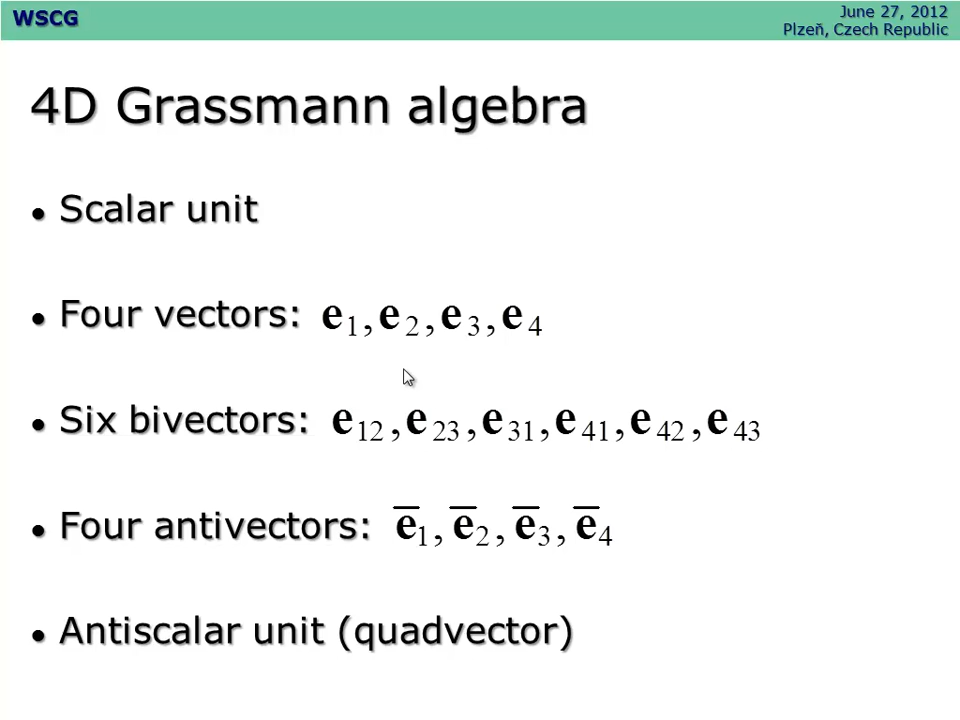 WSCG
June 27, 2012
Plzeň, Czech Republic
4D Grassmann algebra
• Scalar unit
• Four vectors: e₁, e₂, e₃, e₄
• Six bivectors: e₁₂, e₂₃, e₃₁, e₄₁, e₄₂, e₄₃
• Four antivectors: e̅₁, e̅₂, e̅₃, e̅₄
• Antiscalar unit (quadvector)